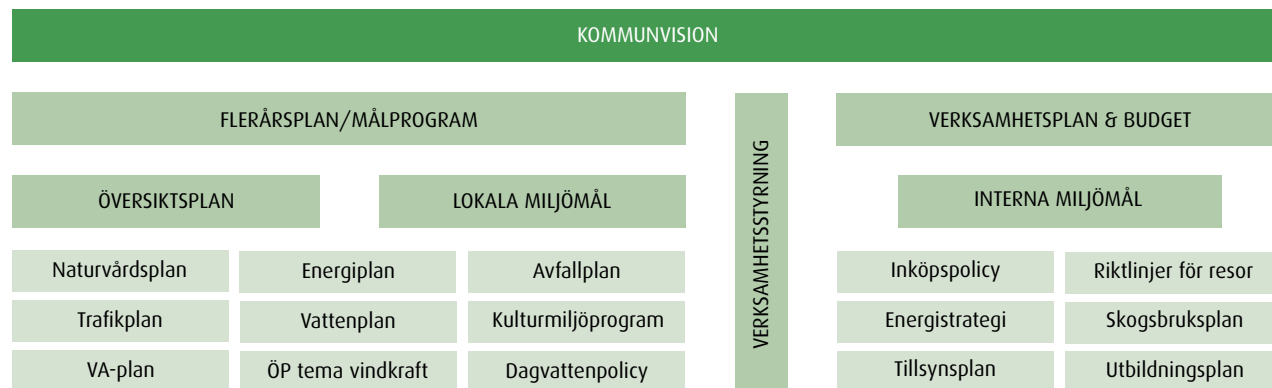 KOMMUNVISION
FLERÅRSPLAN/MÅLPROGRAM
ÖVERSIKTSPLAN
LOKALA MILJÖMÅL
Naturvårdsplan
Energiplan
Avfallplan
Trafikplan
Vattenplan
Kulturmiljöprogram
VA-plan
ÖP tema vindkraft
Dagvattenpolicy
VERKSAMHETSSTYRNING
VERKSAMHETSPLAN & BUDGET
INTERNA MILJÖMÅL
Inköpspolicy
Riktlinjer för resor
Energistrategi
Skogsbruksplan
Tillsynsplan
Utbildningsplan